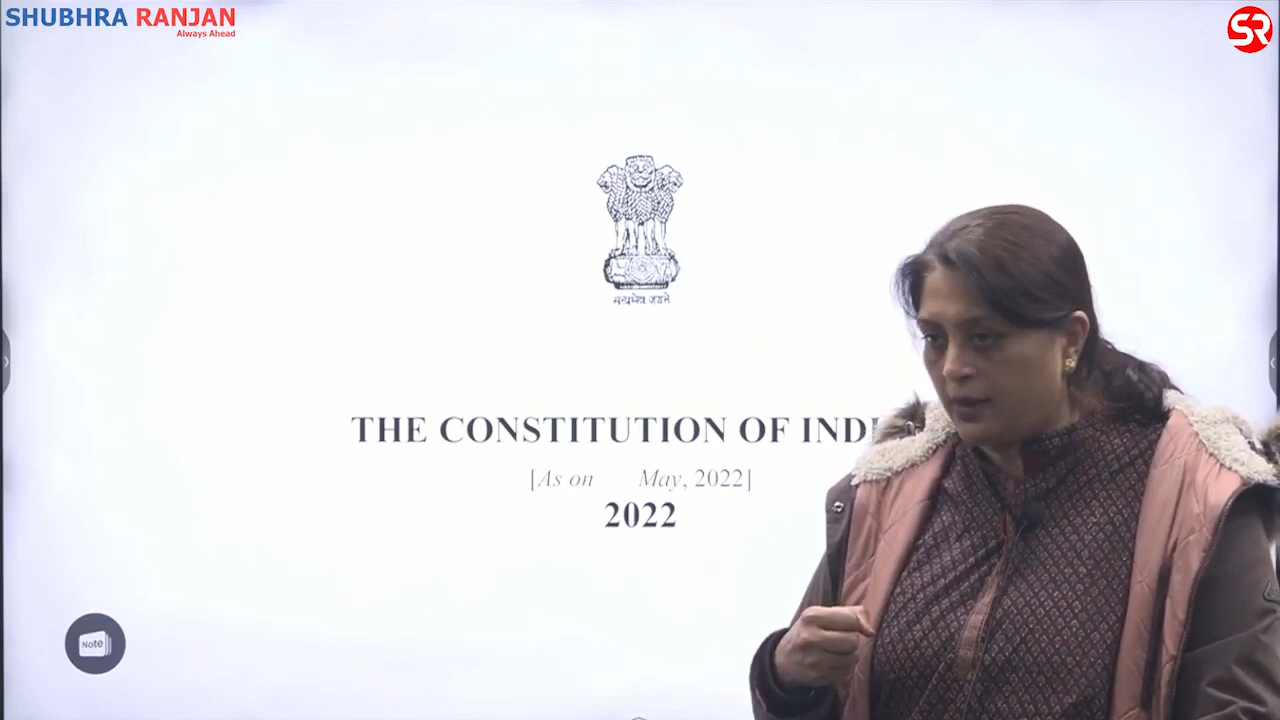 SHUBHRA RANJAN
Always Ahead
SR
सत्यमेव जयते
THE CONSTITUTION OF INDI
[As on May, 2022]
2022
Note